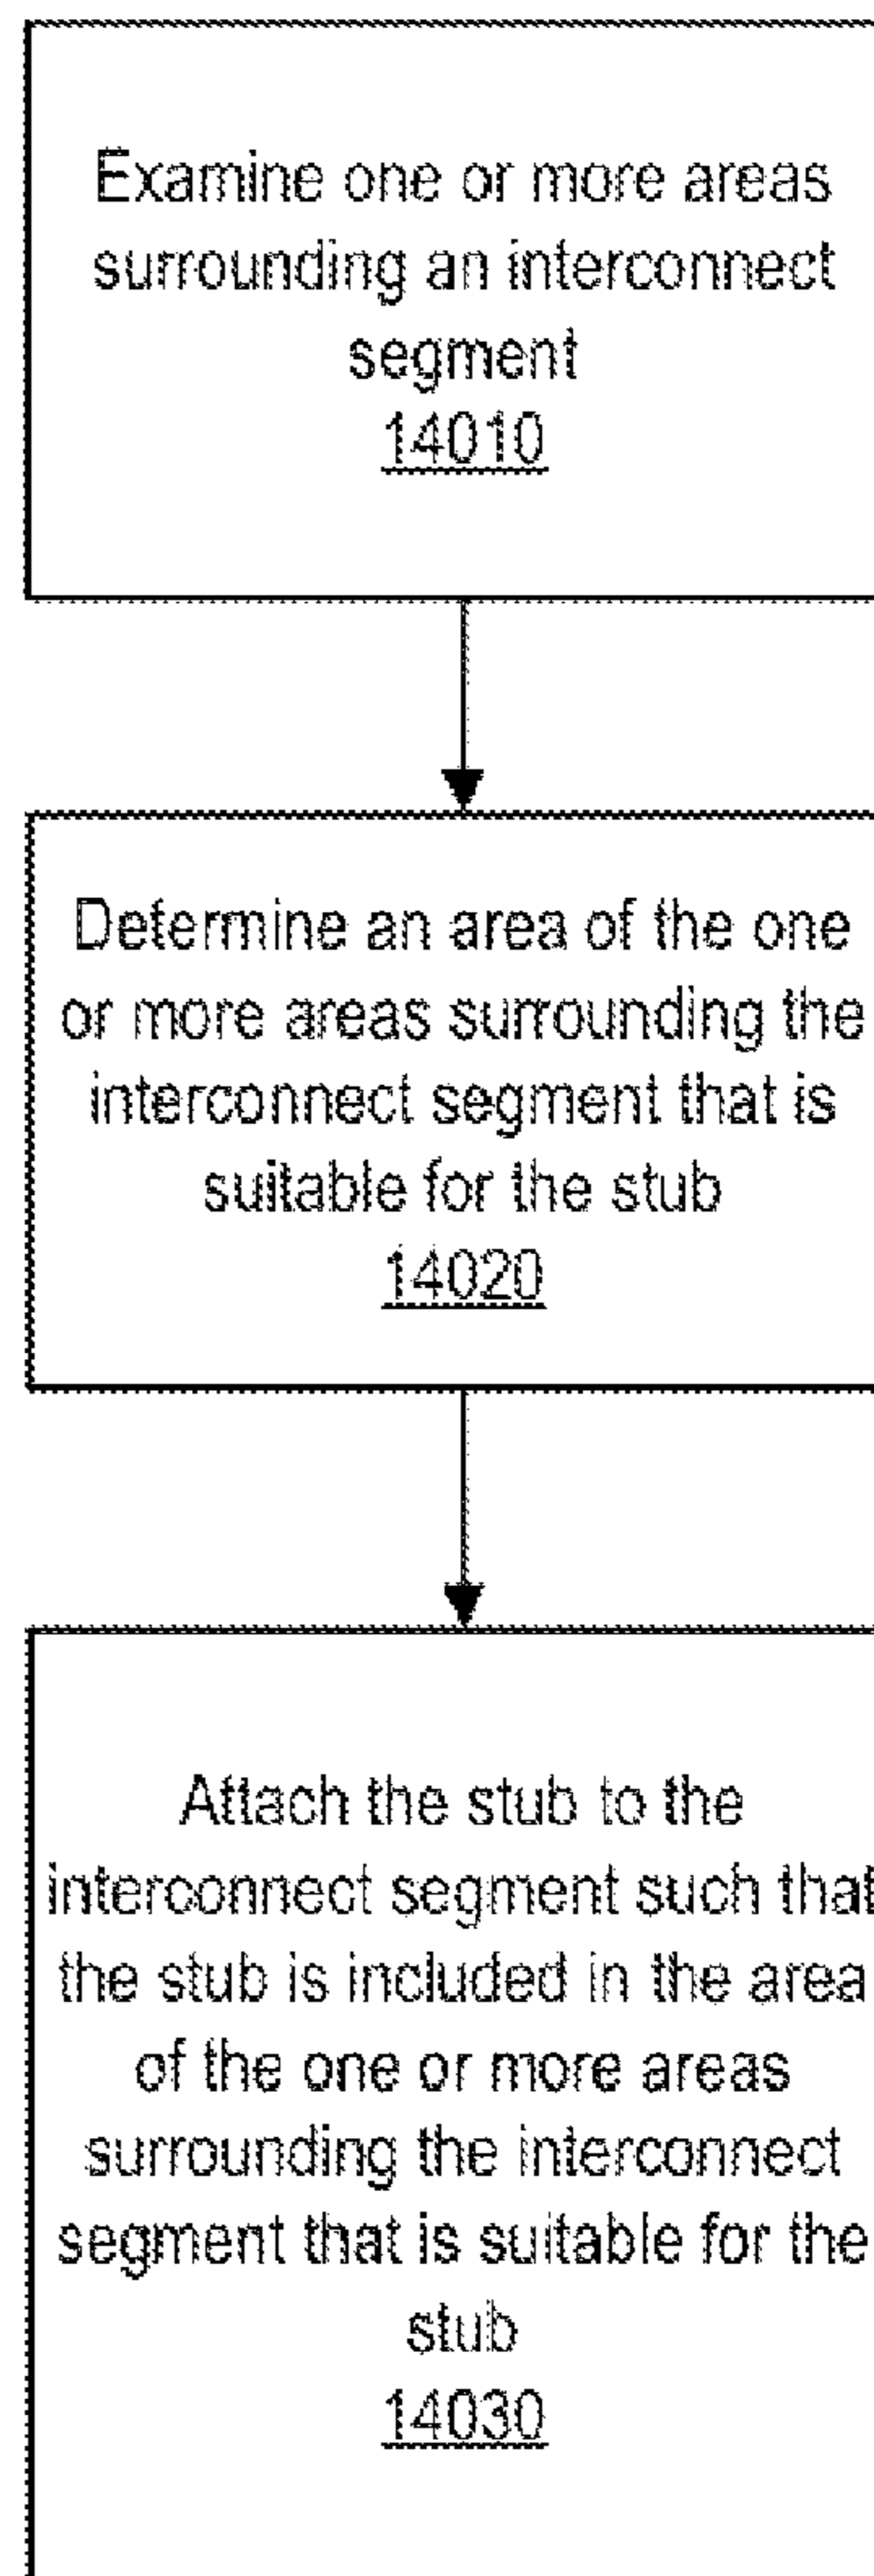 Examine one or more areas
surrounding an interconnect
segment
14010
Determine an area of the one
or more areas surrounding the
interconnect segment that is
suitable for the stub
14020
Attach the stub to the
interconnect segment such that
the stub is included in the area
of the one or more areas
surrounding the interconnect
segment that is suitable for the
stub
14030